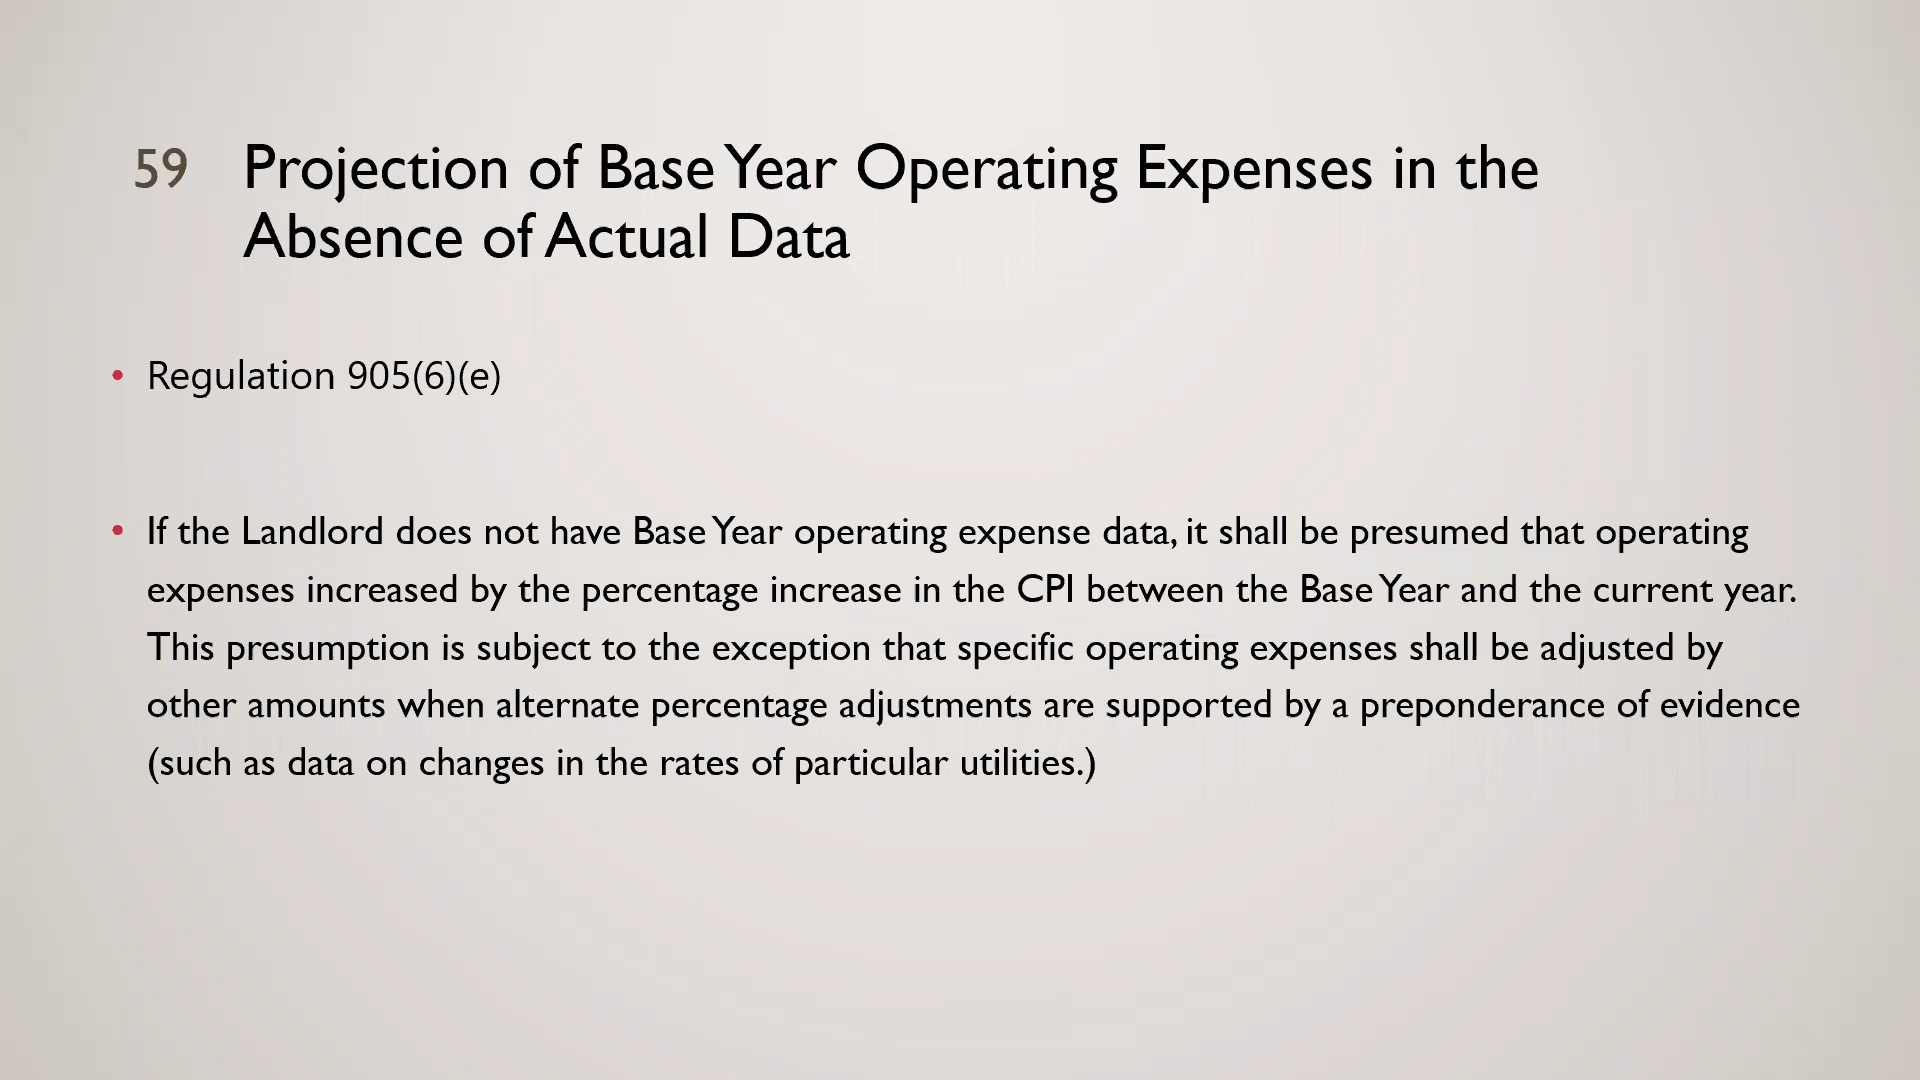 59
Projection of Base Year Operating Expenses in the
Absence of Actual Data
• Regulation 905(6)(e)
• If the Landlord does not have Base Year operating expense data, it shall be presumed that operating
expenses increased by the percentage increase in the CPI between the Base Year and the current year.
This presumption is subject to the exception that specific operating expenses shall be adjusted by
other amounts when alternate percentage adjustments are supported by a preponderance of evidence
(such as data on changes in the rates of particular utilities.)